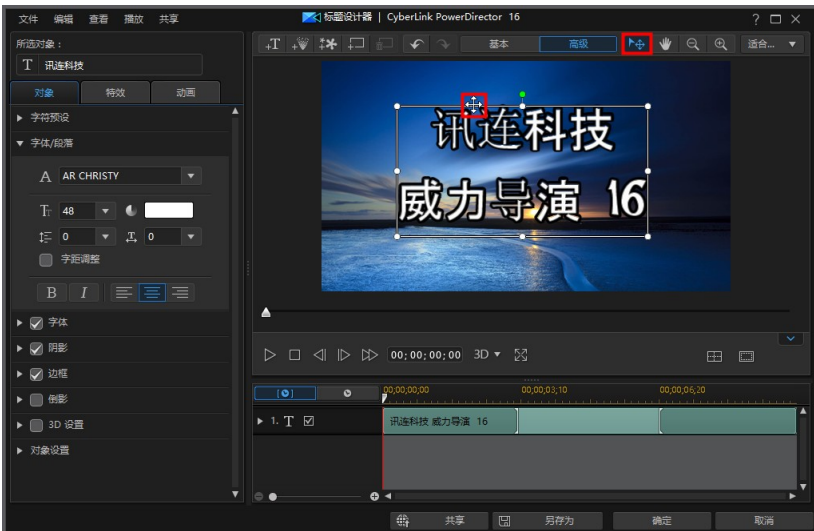 文件 编辑 查看 播放 共享
标题设计器 | CyberLink PowerDirector 16
所选对象：
T 讯连科技
对象 特效 动画
字符预设
字体/段落
A AR CHRISTY
48
0 0
字距调整
B I
字体
阴影
边框
倒影
3D 设置
对象设置
+T 基本 高级 适合...
讯连科技
威力导演 16
00;00;00;00 3D
00;00;00;00 00;00;03;10 00;00;06;20
1. T 讯连科技 威力导演 16
共享 另存为 确定 取消